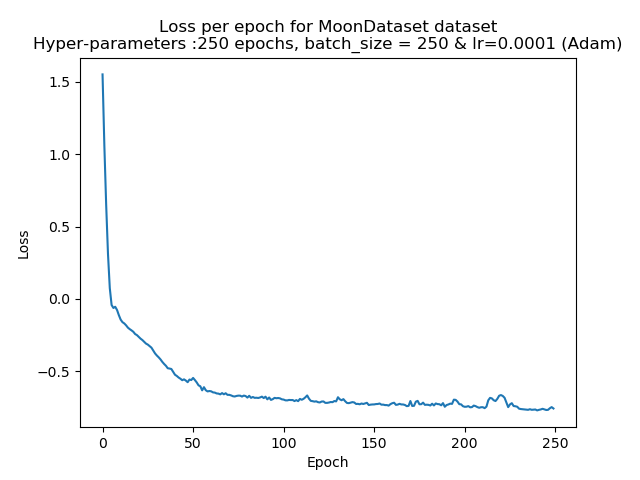 Loss per epoch for MoonDataset dataset
Hyper-parameters :250 epochs, batch_size = 250 & lr=0.0001 (Adam)
1.5
1.0
0.5
0.0
−0.5
Loss
0 50 100 150 200 250
Epoch